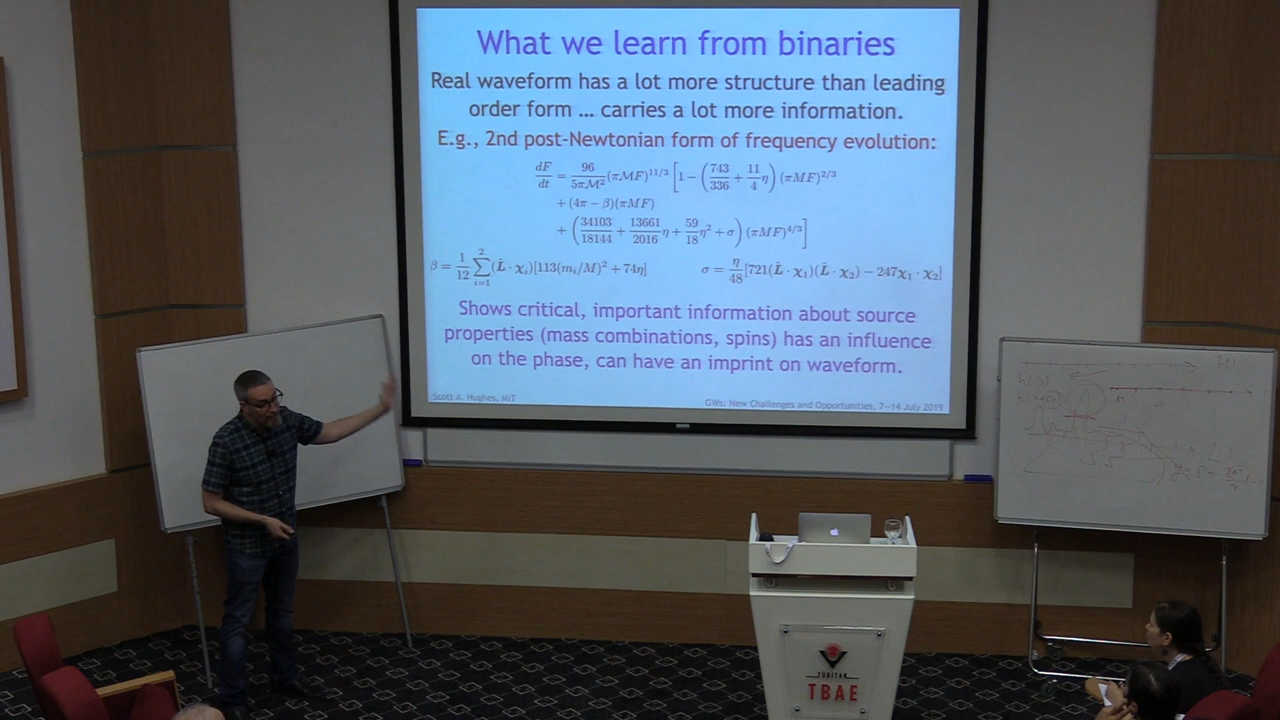 What we learn from binaries
Real waveform has a lot more structure than leading
order form … carries a lot more information.
E.g., 2nd post-Newtonian form of frequency evolution:
dF/dt = 96/5πℳ² (πℳF)^{11/3} [1 − (743/336 + 11/4 η) (πMF)^{2/3}
+ (4π − β)(πMF)
+ (34103/18144 + 13661/2016 η + 59/18 η² + σ) (πMF)^{4/3}]
β = 1/12 ∑_{i=1}^{2} (L̂ · χ_i)[113(m_i/M)² + 74η] σ = η/48 [721(L̂ · χ₁)(L̂ · χ₂) − 247χ₁ · χ₂]
Shows critical, important information about source
properties (mass combinations, spins) has an influence
on the phase, can have an imprint on waveform.
Scott A. Hughes, MIT GWs: New Challenges and Opportunities, 7–14 July 2019
TÜBİTAK
TBAE